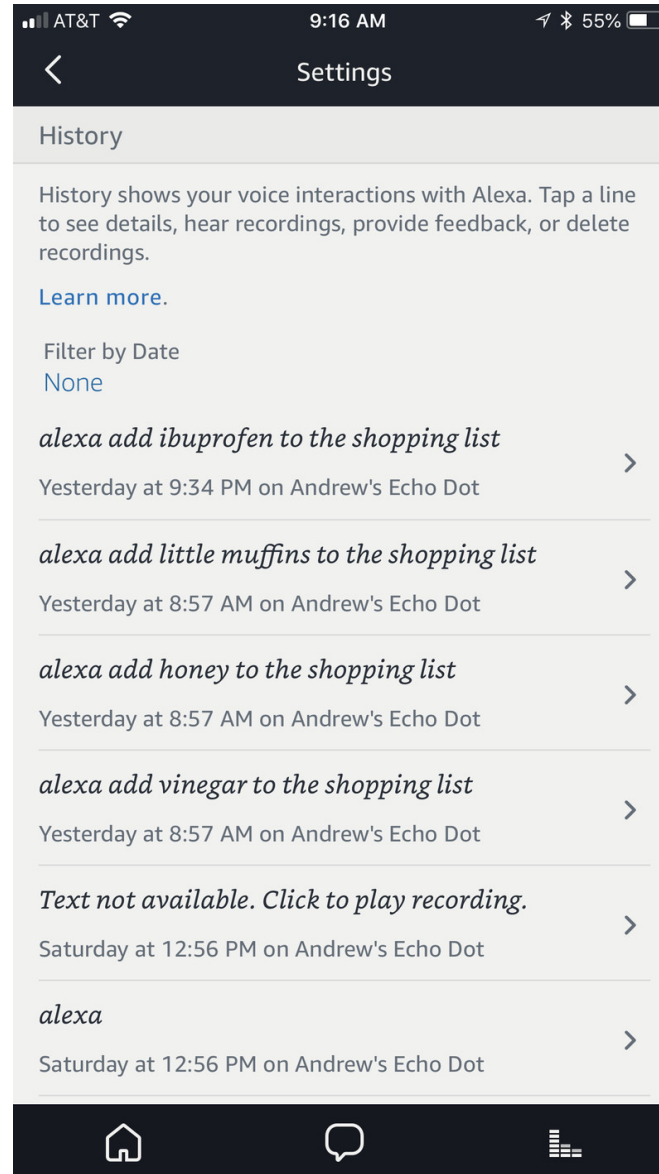 AT&T 9:16 AM 55%
Settings
History
History shows your voice interactions with Alexa. Tap a line
to see details, hear recordings, provide feedback, or delete
recordings.
Learn more.
Filter by Date
None
alexa add ibuprofen to the shopping list
Yesterday at 9:34 PM on Andrew's Echo Dot
alexa add little muffins to the shopping list
Yesterday at 8:57 AM on Andrew's Echo Dot
alexa add honey to the shopping list
Yesterday at 8:57 AM on Andrew's Echo Dot
alexa add vinegar to the shopping list
Yesterday at 8:57 AM on Andrew's Echo Dot
Text not available. Click to play recording.
Saturday at 12:56 PM on Andrew's Echo Dot
alexa
Saturday at 12:56 PM on Andrew's Echo Dot